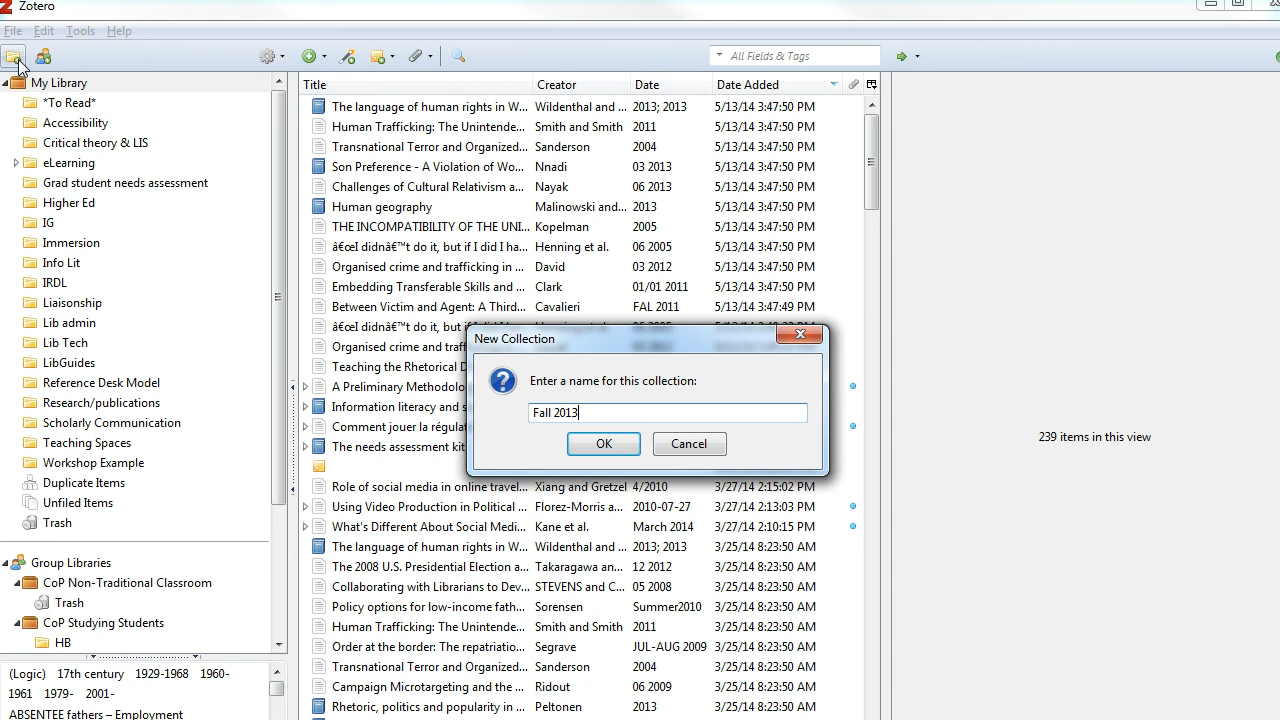 Zotero
File Edit Tools Help
All Fields & Tags
My Library
*To Read*
Accessibility
Critical theory & LIS
eLearning
Grad student needs assessment
Higher Ed
IG
Immersion
Info Lit
IRDL
Liaisonship
Lib admin
Lib Tech
LibGuides
Reference Desk Model
Research/publications
Scholarly Communication
Teaching Spaces
Workshop Example
Duplicate Items
Unfiled Items
Trash
Group Libraries
CoP Non-Traditional Classroom
Trash
CoP Studying Students
HB
(Logic) 17th century 1929-1968 1960-
1961 1979- 2001-
ABSENTEE fathers – Employment
Title Creator Date Date Added
The language of human rights in W... Wildenthal and ... 2013; 2013 5/13/14 3:47:50 PM
Human Trafficking: The Unintende... Smith and Smith 2011 5/13/14 3:47:50 PM
Transnational Terror and Organized... Sanderson 2004 5/13/14 3:47:50 PM
Son Preference - A Violation of Wo... Nnadi 03 2013 5/13/14 3:47:50 PM
Challenges of Cultural Relativism a... Nayak 06 2013 5/13/14 3:47:50 PM
Human geography Malinowski and... 2013 5/13/14 3:47:50 PM
THE INCOMPATIBILITY OF THE UNI... Kopelman 2005 5/13/14 3:47:50 PM
â€œI didnâ€™t do it, but if I did I ha... Henning et al. 06 2005 5/13/14 3:47:50 PM
Organised crime and trafficking in ... David 03 2012 5/13/14 3:47:50 PM
Embedding Transferable Skills and ... Clark 01/01 2011 5/13/14 3:47:50 PM
Between Victim and Agent: A Third... Cavalieri FAL 2011 5/13/14 3:47:49 PM
â€œI didnâ€™t do it, but if
Organised crime and traffic
Teaching the Rhetorical D
A Preliminary Methodolo
Information literacy and s
Comment jouer la régula
The needs assessment kit
Role of social media in online travel... Xiang and Gretzel 4/2010 3/27/14 2:15:02 PM
Using Video Production in Political ... Florez-Morris a... 2010-07-27 3/27/14 2:13:03 PM
What's Different About Social Medi... Kane et al. March 2014 3/27/14 2:10:15 PM
The language of human rights in W... Wildenthal and ... 2013; 2013 3/25/14 8:23:50 AM
The 2008 U.S. Presidential Election a... Takaragawa an... 12 2012 3/25/14 8:23:50 AM
Collaborating with Librarians to Dev... STEVENS and C... 05 2008 3/25/14 8:23:50 AM
Policy options for low-income fath... Sorensen Summer2010 3/25/14 8:23:50 AM
Human Trafficking: The Unintende... Smith and Smith 2011 3/25/14 8:23:50 AM
Order at the border: The repatriatio... Segrave JUL-AUG 2009 3/25/14 8:23:50 AM
Transnational Terror and Organized... Sanderson 2004 3/25/14 8:23:50 AM
Campaign Microtargeting and the ... Ridout 06 2009 3/25/14 8:23:50 AM
Rhetoric, politics and popularity in ... Peltonen 2013 3/25/14 8:23:50 AM
New Collection
Enter a name for this collection:
Fall 2013
OK Cancel
239 items in this view